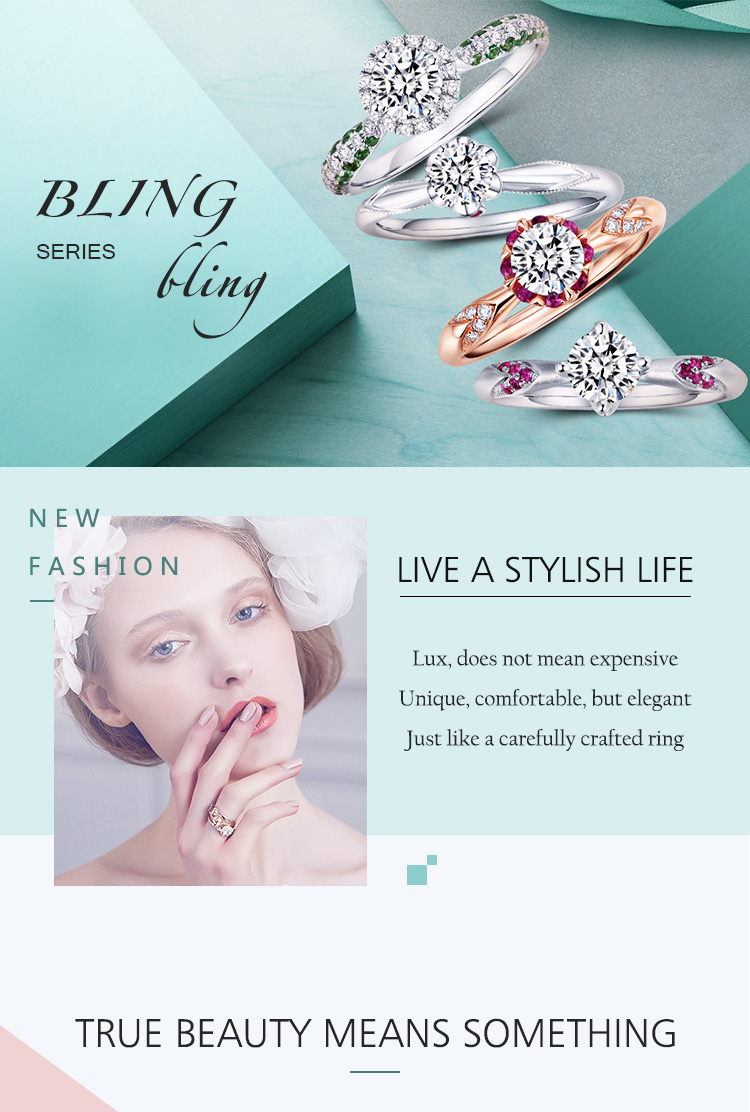 BLING
SERIES
bling
NEW
FASHION
LIVE A STYLISH LIFE
Lux, does not mean expensive
Unique, comfortable, but elegant
Just like a carefully crafted ring
TRUE BEAUTY MEANS SOMETHING